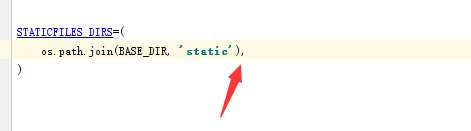 STATICFILES_DIRS=(
    os.path.join(BASE_DIR, 'static'),
)